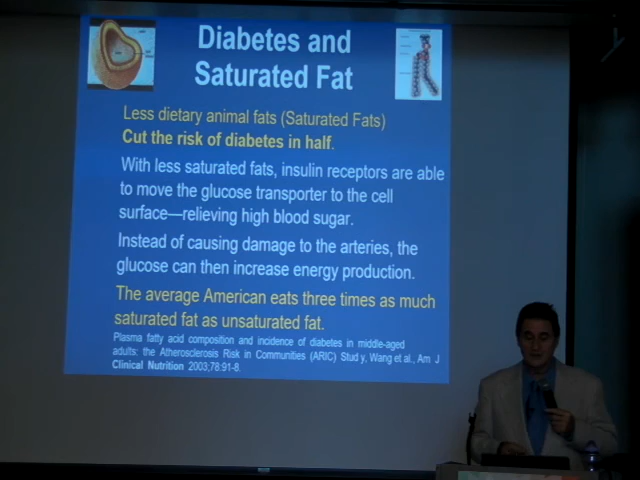 Diabetes and
Saturated Fat
Less dietary animal fats (Saturated Fats)
Cut the risk of diabetes in half.
With less saturated fats, insulin receptors are able
to move the glucose transporter to the cell
surface—relieving high blood sugar.
Instead of causing damage to the arteries, the
glucose can then increase energy production.
The average American eats three times as much
saturated fat as unsaturated fat.
Plasma fatty acid composition and incidence of diabetes in middle-aged
adults: the Atherosclerosis Risk in Communities (ARIC) Stud y, Wang et al., Am J
Clinical Nutrition 2003;78:91-8.